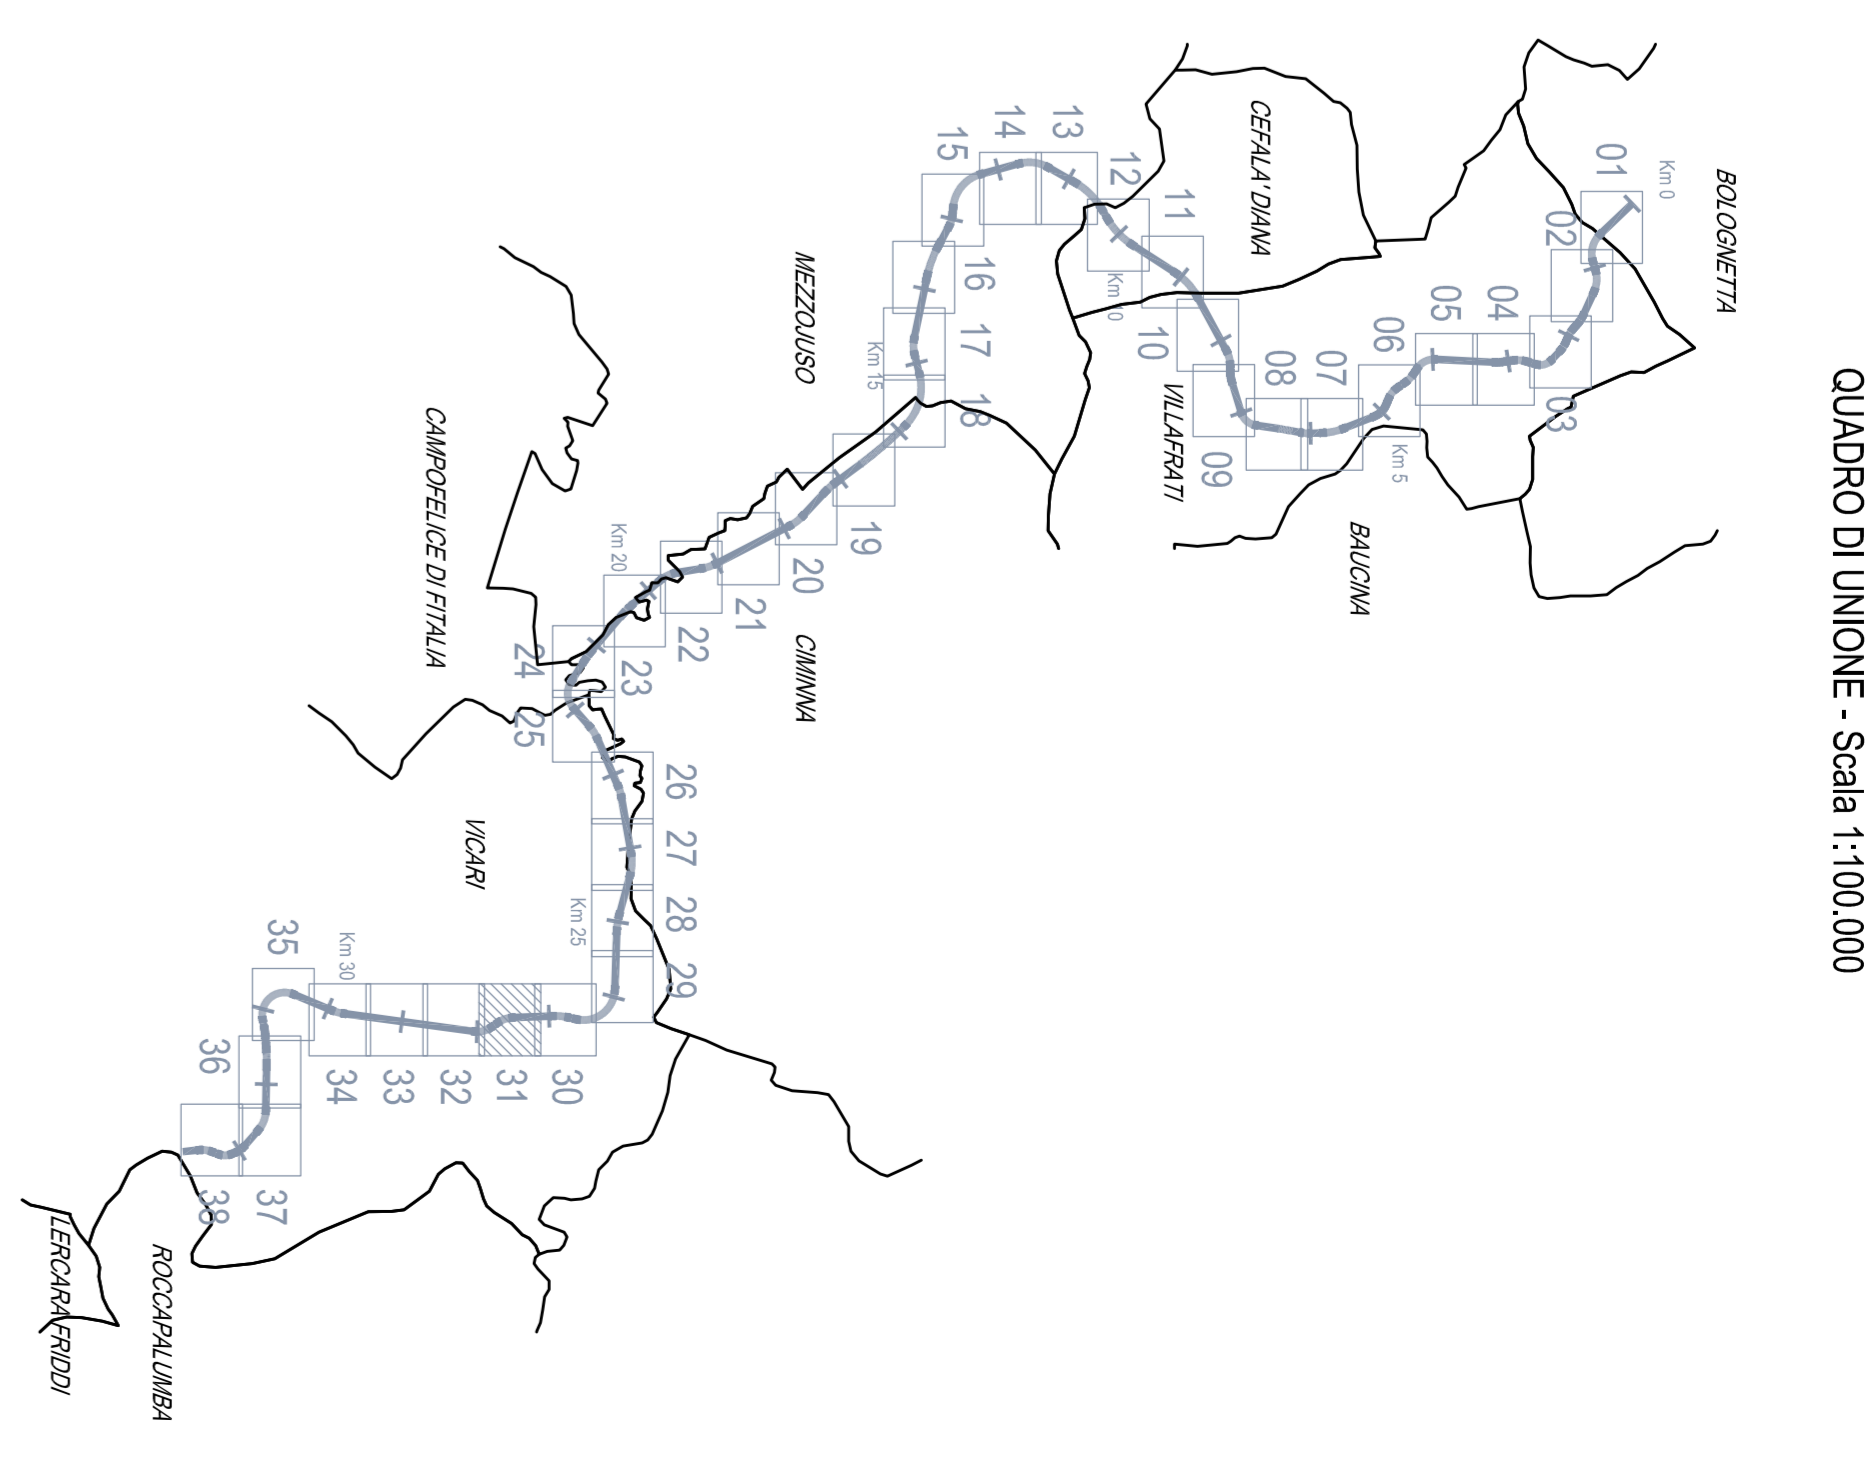 QUADRO DI UNIONE - Scala 1:100.000
BOLOGNETTA
Km 0
01
02
03
04
05
06
Km 5
BAUCINA
07
08
09
VILLAFRATI
CEFALA' DIANA
10
Km 10
11
12
13
14
15
16
17
Km 15
18
MEZZOJUSO
19
20
CIMINNA
21
22
Km 20
23
24
25
CAMPOFELICE DI FITALIA
26
27
28
Km 25
29
VICARI
30
31
32
33
34
Km 30
35
36
37
38
ROCCAPALUMBA
LERCARA FRIDDI